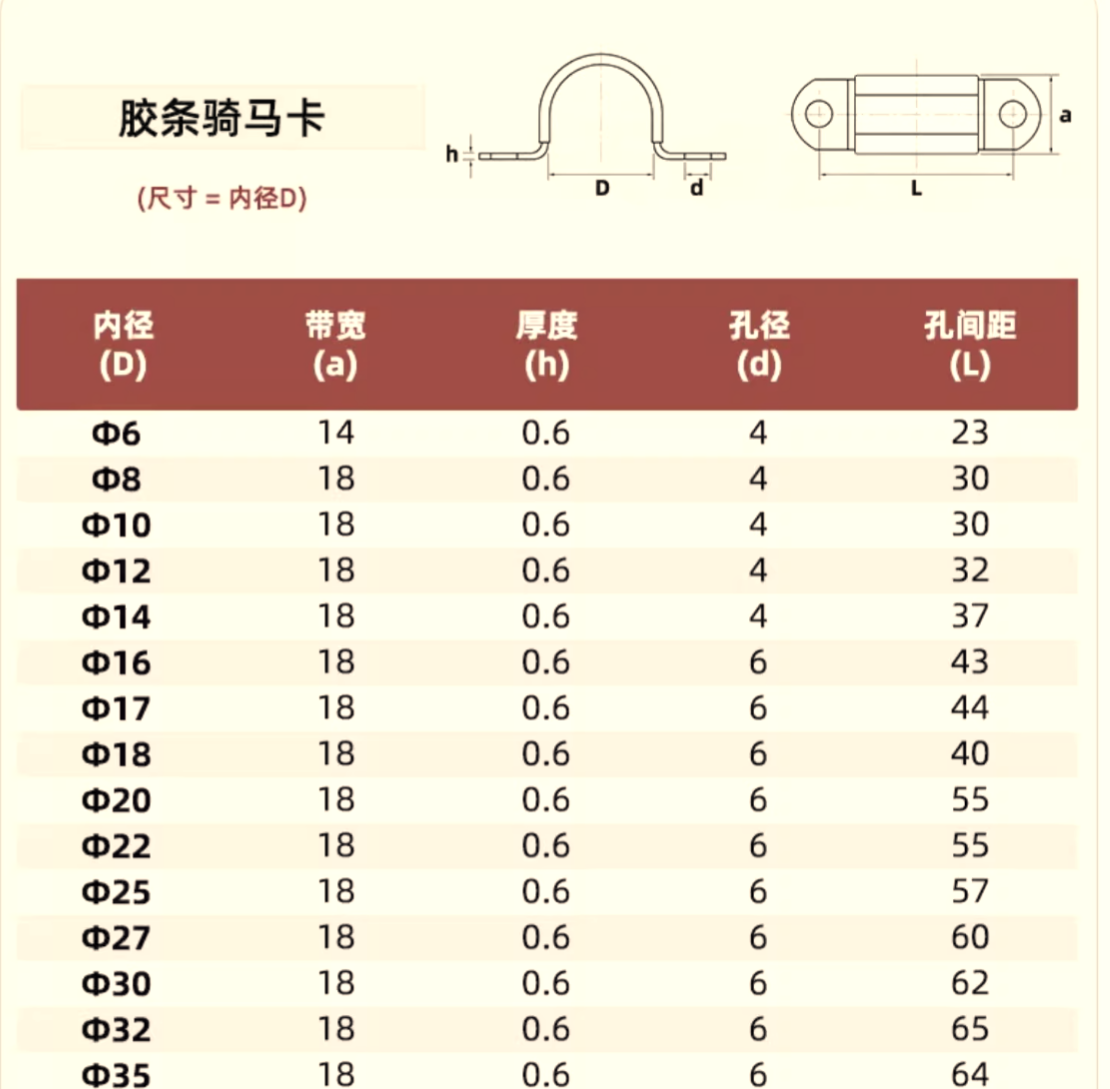 胶条骑马卡
(尺寸 = 内径D)
h D d L a
内径 带宽 厚度 孔径 孔间距
(D) (a) (h) (d) (L)
Φ6 14 0.6 4 23
Φ8 18 0.6 4 30
Φ10 18 0.6 4 30
Φ12 18 0.6 4 32
Φ14 18 0.6 4 37
Φ16 18 0.6 6 43
Φ17 18 0.6 6 44
Φ18 18 0.6 6 40
Φ20 18 0.6 6 55
Φ22 18 0.6 6 55
Φ25 18 0.6 6 57
Φ27 18 0.6 6 60
Φ30 18 0.6 6 62
Φ32 18 0.6 6 65
Φ35 18 0.6 6 64